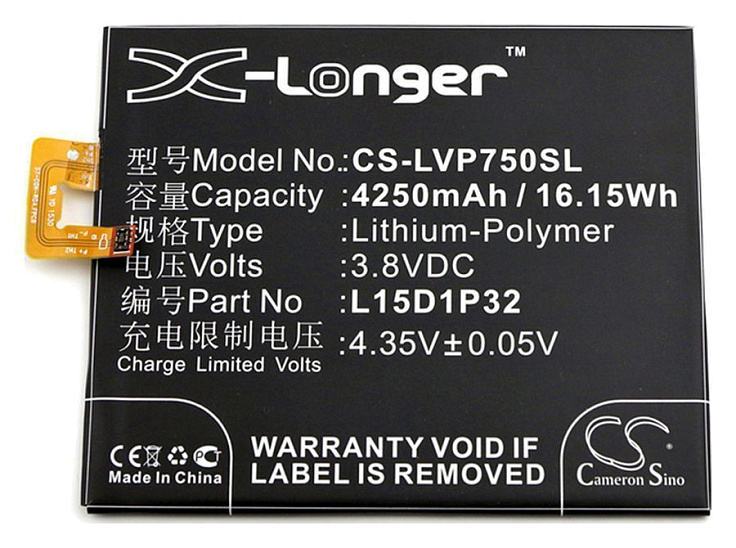 X-Longer™
型号Model No.:CS-LVP750SL
容量Capacity :4250mAh / 16.15Wh
规格Type :Lithium-Polymer
电压Volts :3.8VDC
编号Part No :L15D1P32
充电限制电压 :4.35V±0.05V
Charge Limited Volts
CE
Made in China
WARRANTY VOID IF
LABEL IS REMOVED
CS
Cameron Sino